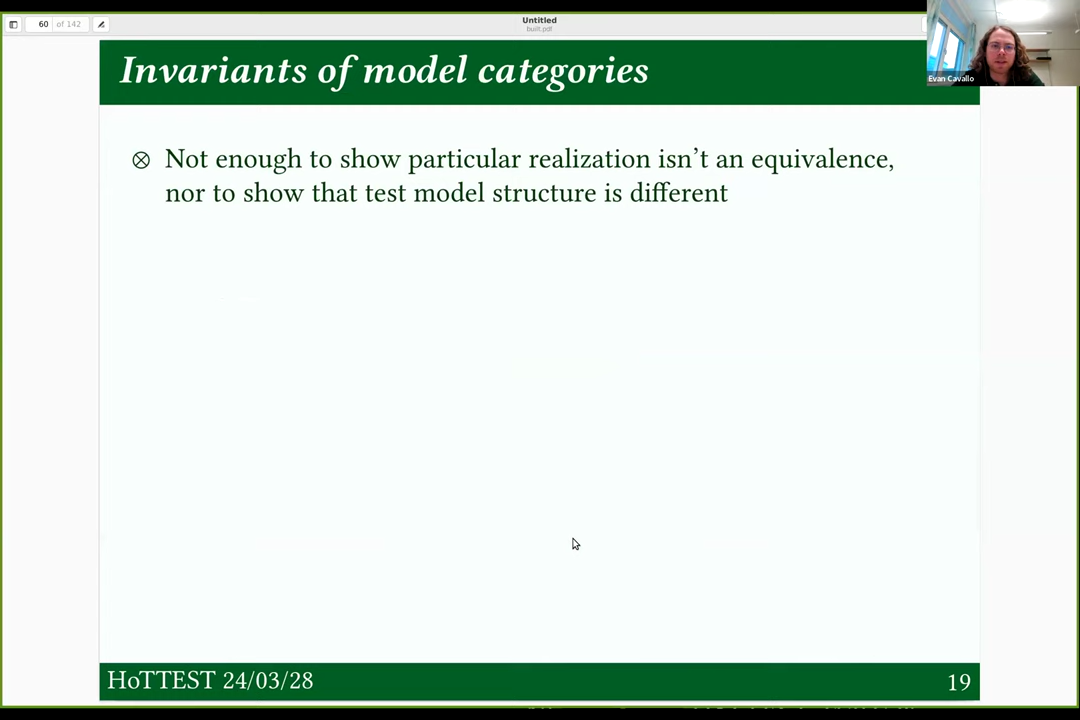 60 of 142
Untitled
built.pdf
Evan Cavallo
Invariants of model categories
⊗ Not enough to show particular realization isn't an equivalence,
nor to show that test model structure is different
HoTTEST 24/03/28
19